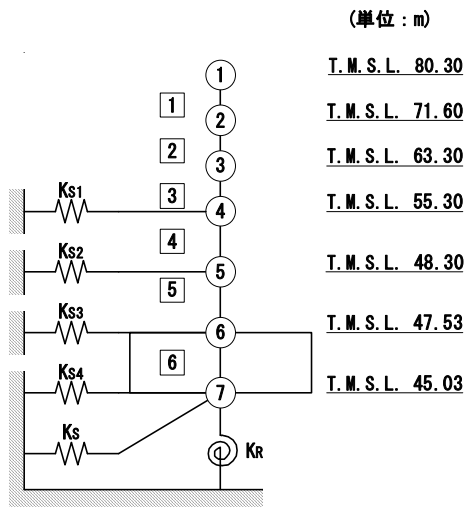 (単位：m)
① T.M.S.L. 80.30
1
② T.M.S.L. 71.60
2
③ T.M.S.L. 63.30
3
KS1 ④ T.M.S.L. 55.30
4
KS2 ⑤ T.M.S.L. 48.30
5
KS3 ⑥ T.M.S.L. 47.53
6
KS4 ⑦ T.M.S.L. 45.03
KS KR